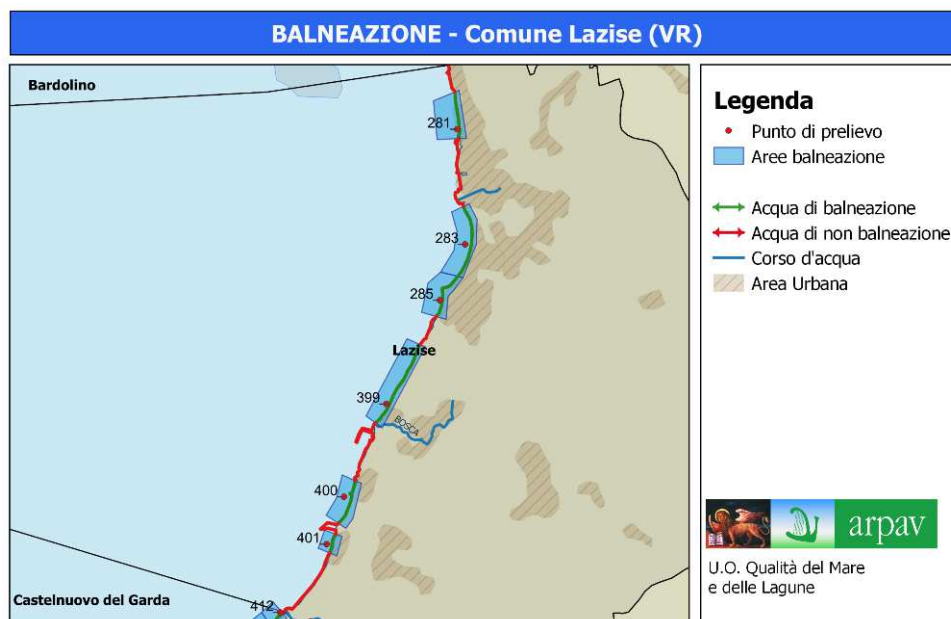 BALNEAZIONE - Comune Lazise (VR)
Bardolino
281
283
285
Lazise
399
BOSCA
400
401
Castelnuovo del Garda
412
Legenda
Punto di prelievo
Aree balneazione
Acqua di balneazione
Acqua di non balneazione
Corso d'acqua
Area Urbana
arpav
U.O. Qualità del Mare
e delle Lagune